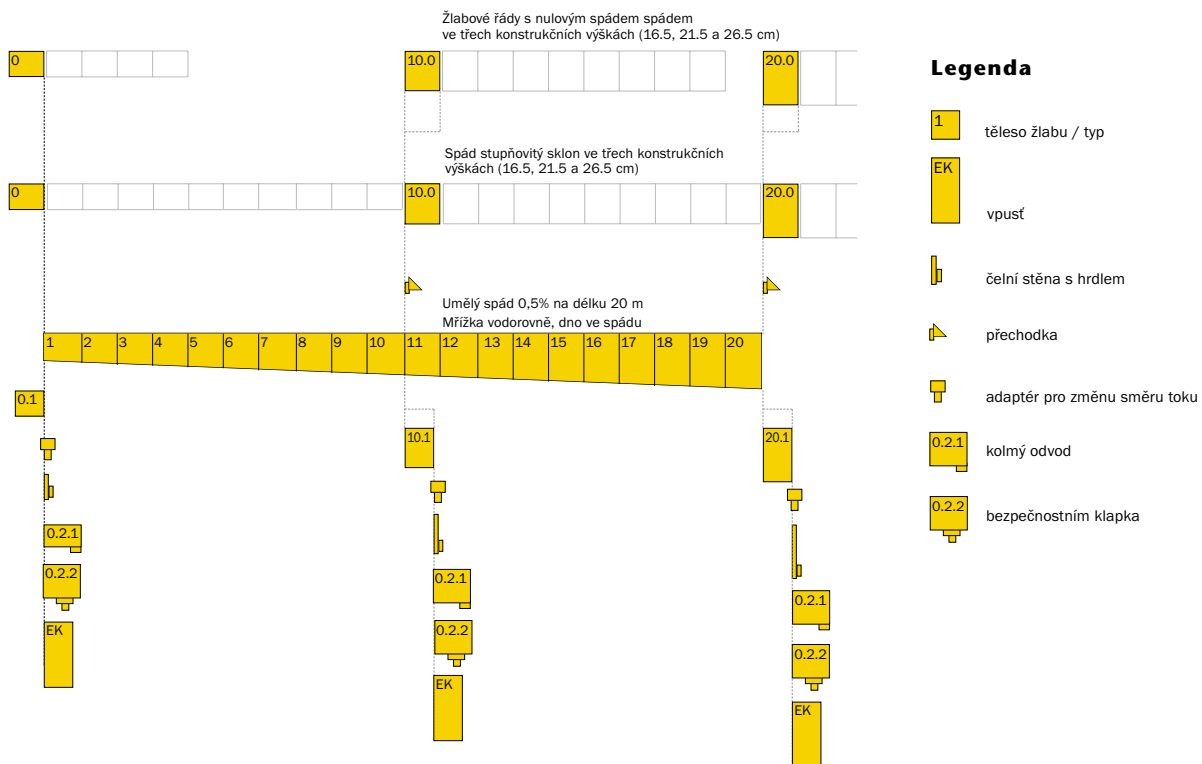 Žlabové řády s nulovým spádem spádem
ve třech konstrukčních výškách (16.5, 21.5 a 26.5 cm)
0
10.0
20.0
Spád stupňovitý sklon ve třech konstrukčních
výškách (16.5, 21.5 a 26.5 cm)
0
10.0
20.0
Umělý spád 0,5% na délku 20 m
Mřížka vodorovně, dno ve spádu
1 2 3 4 5 6 7 8 9 10 11 12 13 14 15 16 17 18 19 20
0.1
0.2.1
0.2.2
EK
10.1
0.2.1
0.2.2
EK
20.1
0.2.1
0.2.2
EK
Legenda
1 těleso žlabu / typ
EK vpusť
čelní stěna s hrdlem
přechodka
adaptér pro změnu směru toku
0.2.1 kolmý odvod
0.2.2 bezpečnostním klapka